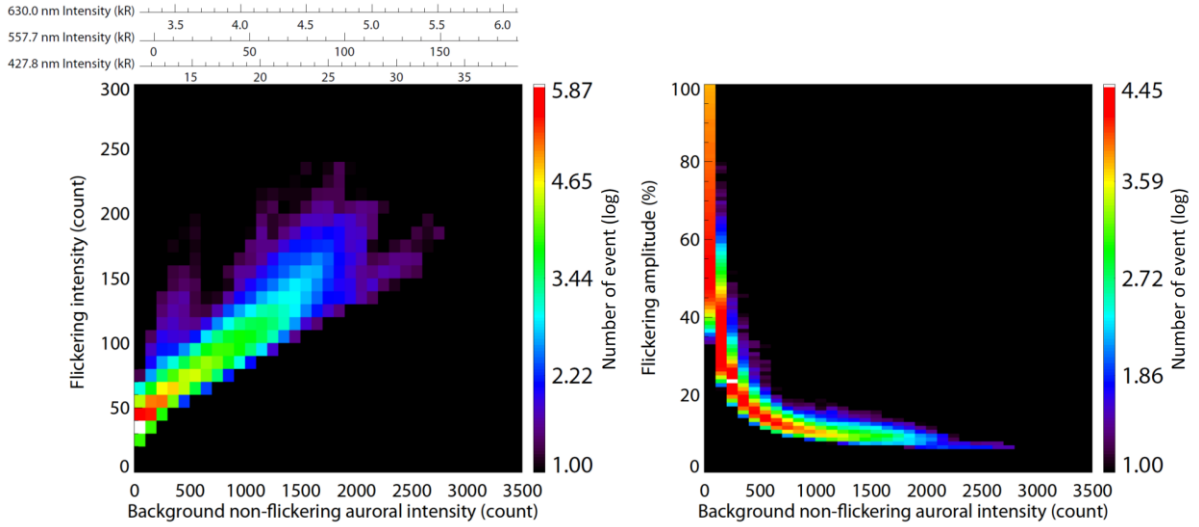 630.0 nm Intensity (kR)
3.5 4.0 4.5 5.0 5.5 6.0
557.7 nm Intensity (kR)
0 50 100 150
427.8 nm Intensity (kR)
15 20 25 30 35
300
250
200
150
100
50
0
Flickering intensity (count)
0 500 1000 1500 2000 2500 3000 3500
Background non-flickering auroral intensity (count)
5.87
4.65
3.44
2.22
1.00
Number of event (log)
100
80
60
40
20
0
Flickering amplitude (%)
0 500 1000 1500 2000 2500 3000 3500
Background non-flickering auroral intensity (count)
4.45
3.59
2.72
1.86
1.00
Number of event (log)